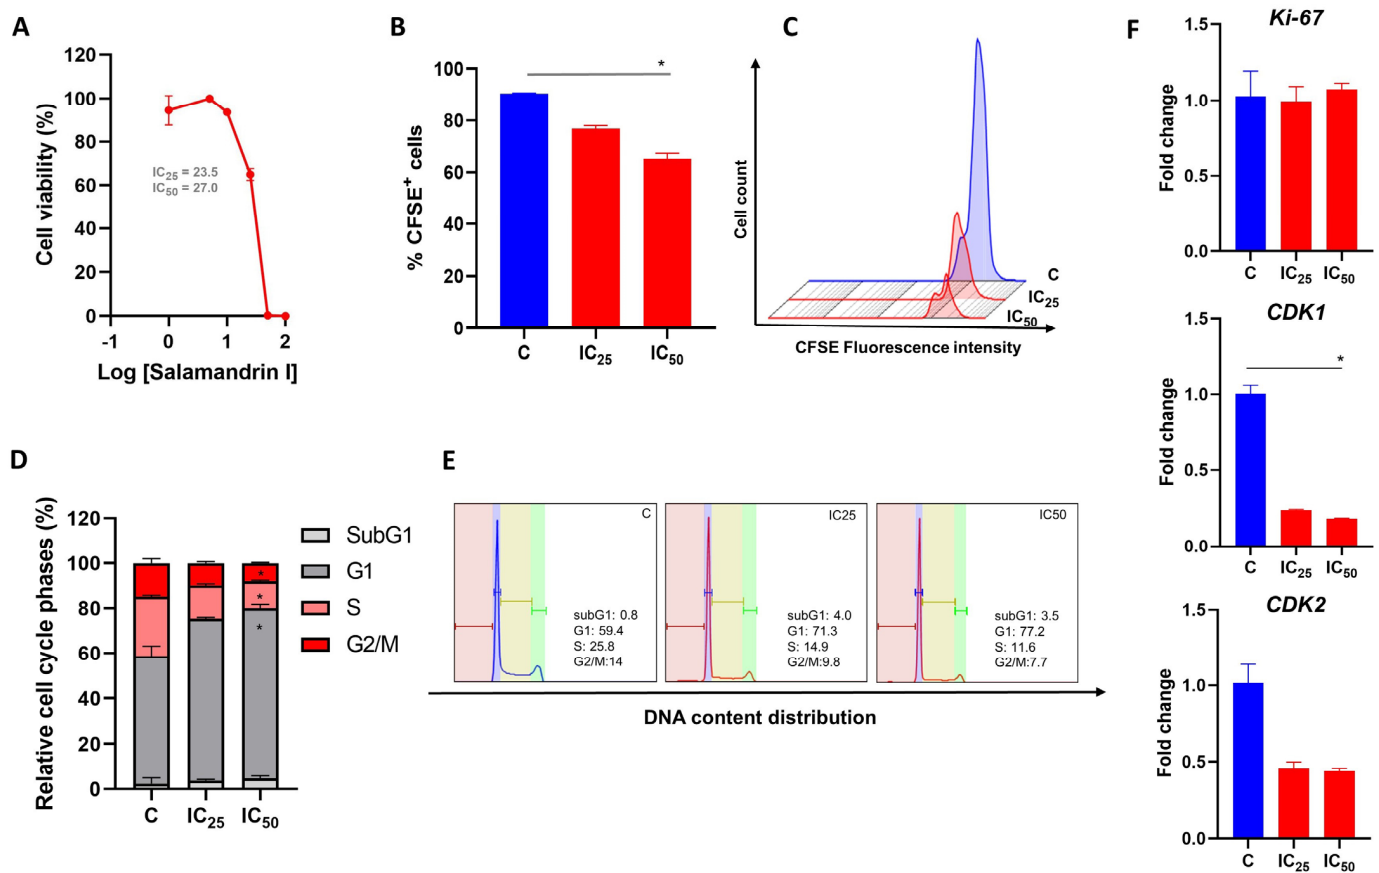 A
120
100
80
60
40
20
0
Cell viability (%)
IC25 = 23.5
IC50 = 27.0
-1 0 1 2
Log [Salamandrin I]
B
100
80
60
40
20
0
% CFSE+ cells
*
C IC25 IC50
C
Cell count
C
IC25
IC50
CFSE Fluorescence intensity
D
120
100
80
60
40
20
0
Relative cell cycle phases (%)
*
*
*
C IC25 IC50
SubG1
G1
S
G2/M
E
C
subG1: 0.8
G1: 59.4
S: 25.8
G2/M:14
IC25
subG1: 4.0
G1: 71.3
S: 14.9
G2/M:9.8
IC50
subG1: 3.5
G1: 77.2
S: 11.6
G2/M:7.7
DNA content distribution
F
Ki-67
1.5
1.0
0.5
0.0
Fold change
C IC25 IC50
CDK1
1.5
1.0
0.5
0.0
Fold change
*
C IC25 IC50
CDK2
1.5
1.0
0.5
0.0
Fold change
C IC25 IC50